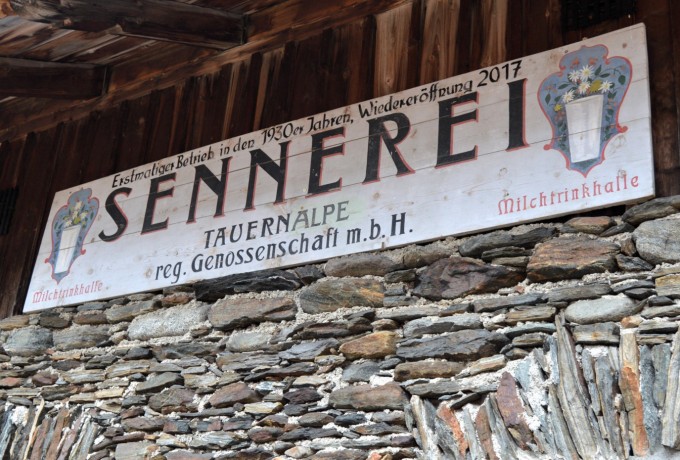 Erstmaliger Betrieb in den 1930er Jahren, Wiedereröffnung 2017
SENNEREI
TAUERNALPE
reg. Genossenschaft m.b.H.
Milchtrinkhalle
Milchtrinkhalle